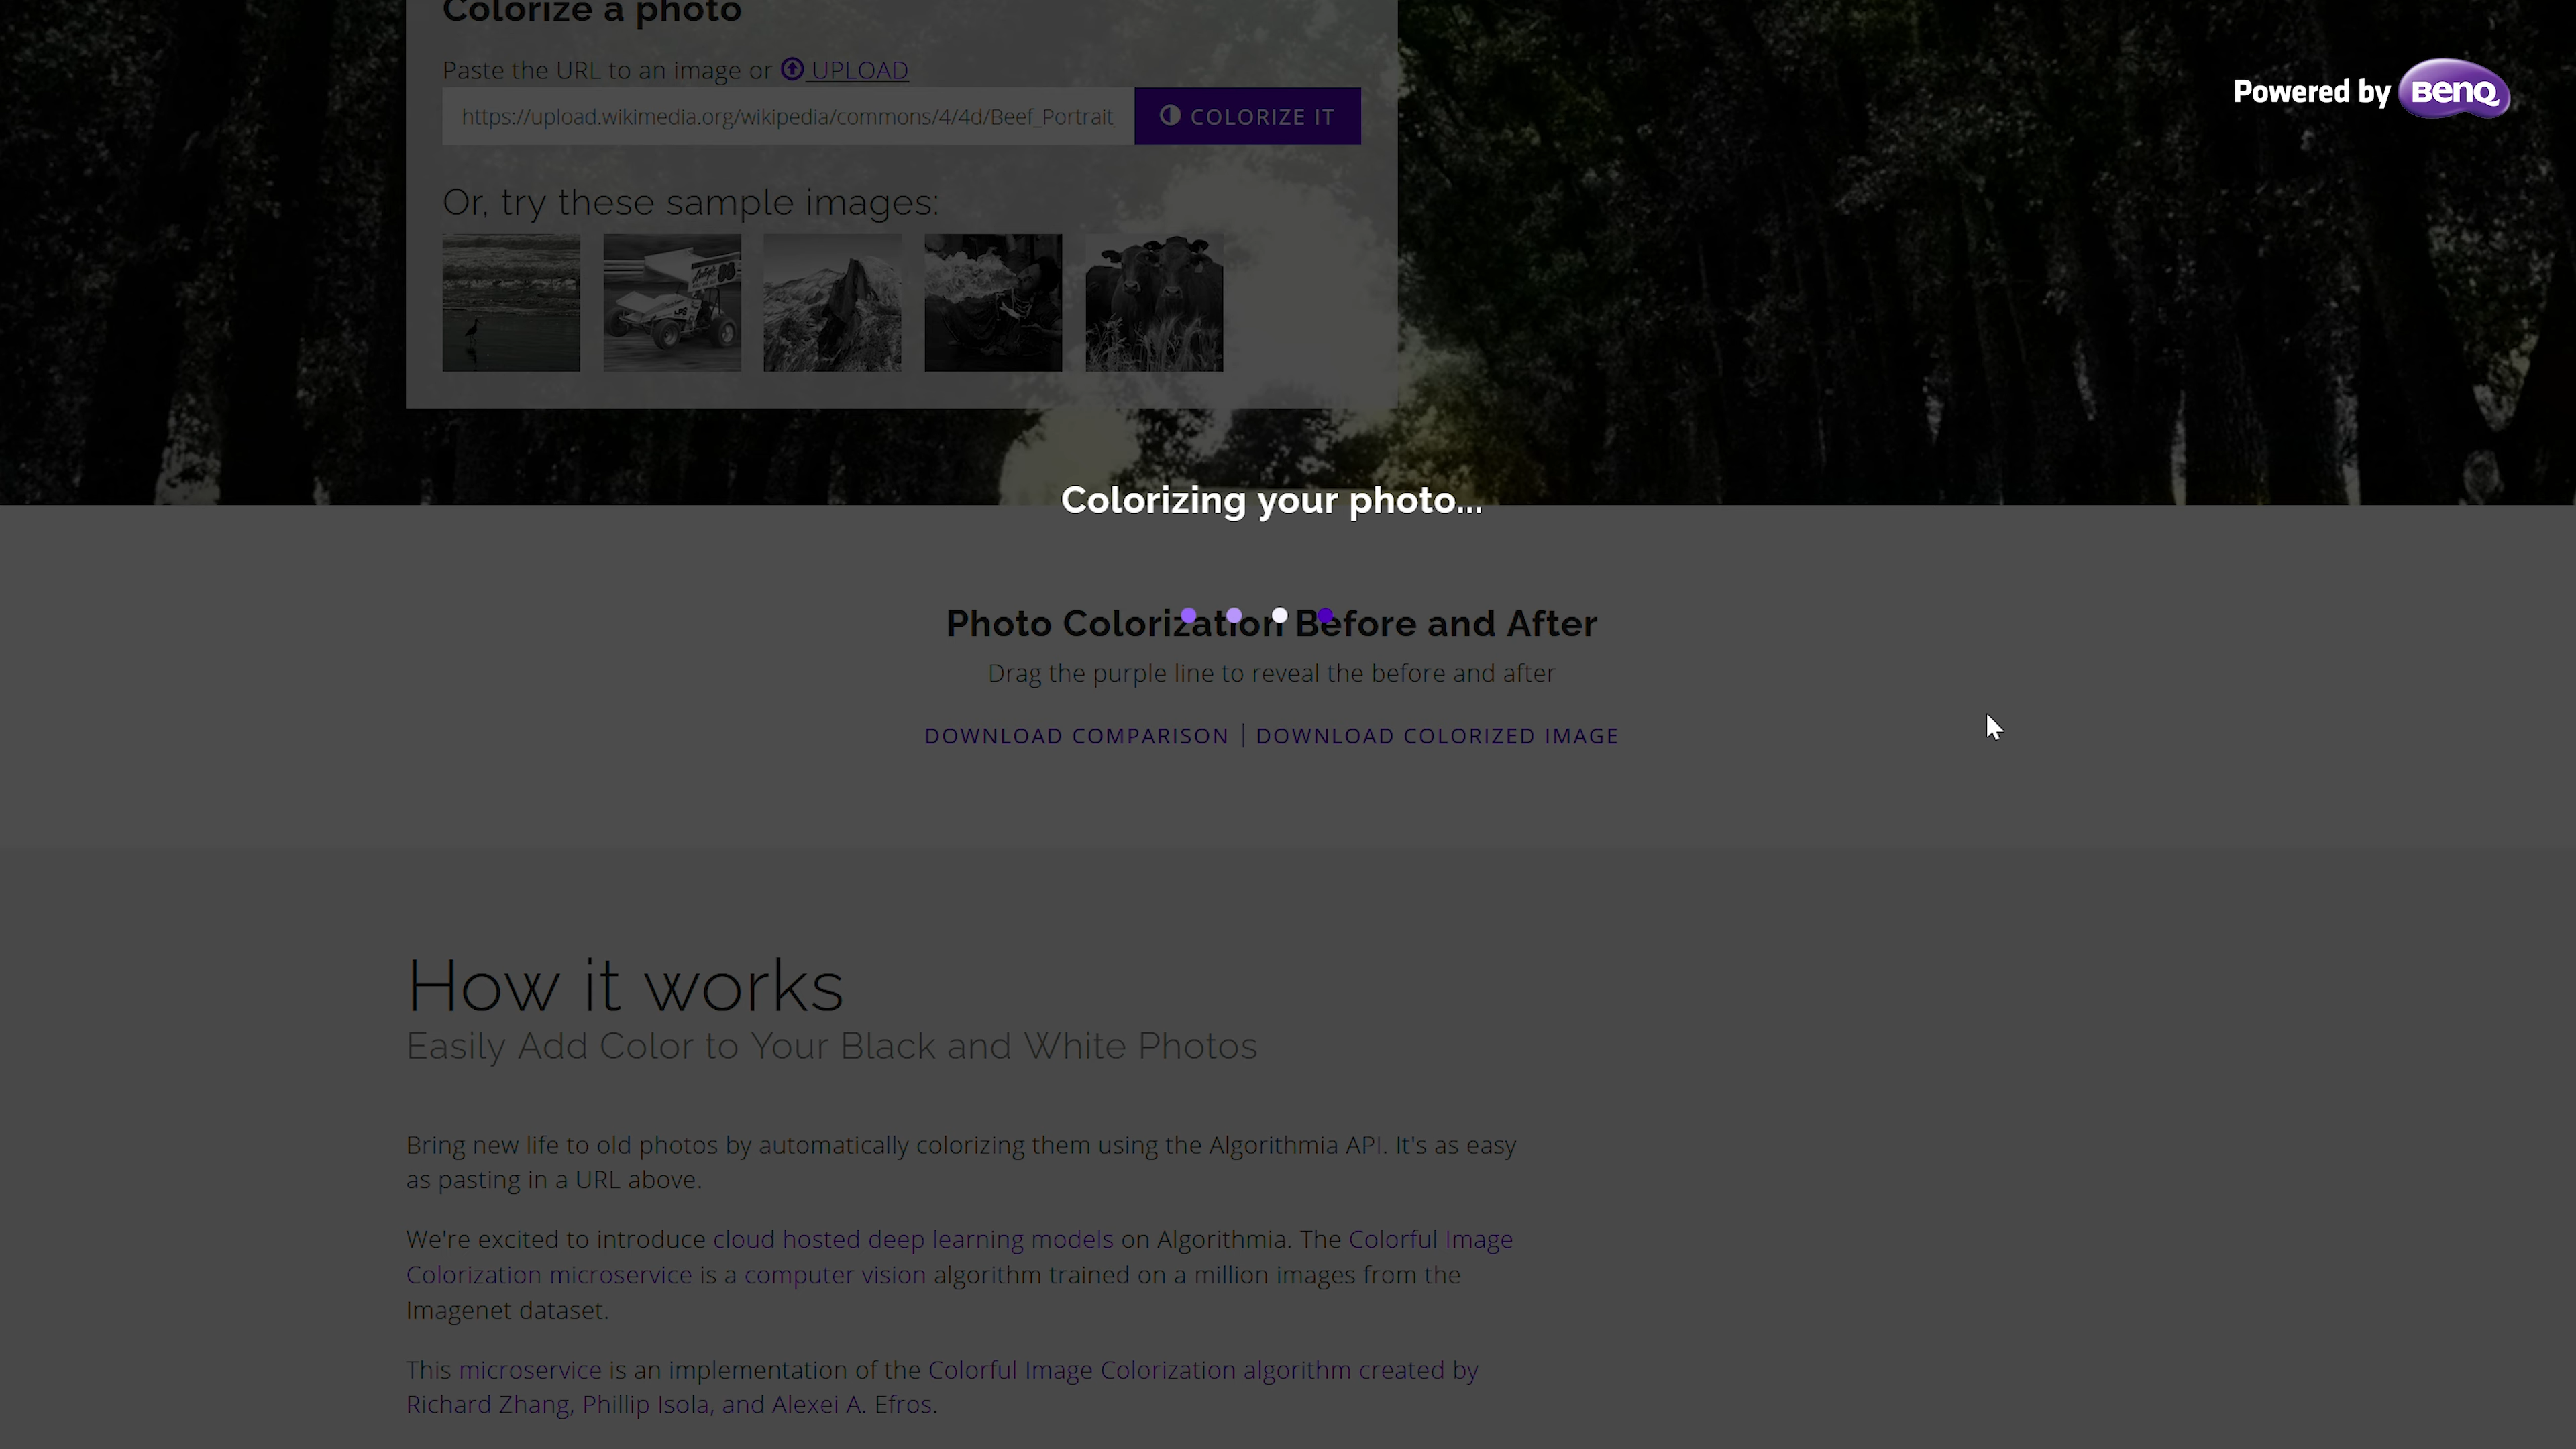 Colorize a photo
Paste the URL to an image or UPLOAD
https://upload.wikimedia.org/wikipedia/commons/4/4d/Beef_Portrait_
COLORIZE IT
Powered by BenQ
Or, try these sample images:
Colorizing your photo...
Photo Colorization Before and After
Drag the purple line to reveal the before and after
DOWNLOAD COMPARISON | DOWNLOAD COLORIZED IMAGE
How it works
Easily Add Color to Your Black and White Photos
Bring new life to old photos by automatically colorizing them using the Algorithmia API. It's as easy
as pasting in a URL above.
We're excited to introduce cloud hosted deep learning models on Algorithmia. The Colorful Image
Colorization microservice is a computer vision algorithm trained on a million images from the
Imagenet dataset.
This microservice is an implementation of the Colorful Image Colorization algorithm created by
Richard Zhang, Phillip Isola, and Alexei A. Efros.